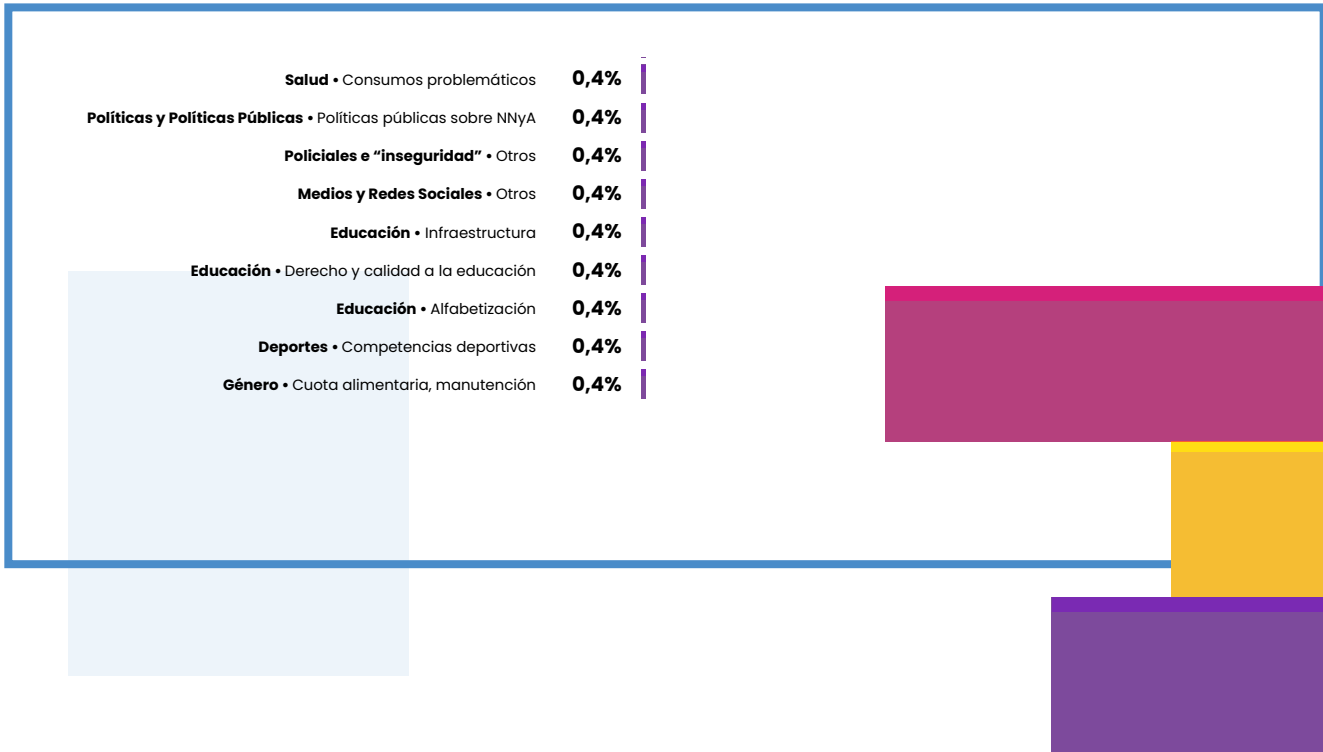 Salud • Consumos problemáticos 0,4%
Políticas y Políticas Públicas • Políticas públicas sobre NNyA 0,4%
Policiales e “inseguridad” • Otros 0,4%
Medios y Redes Sociales • Otros 0,4%
Educación • Infraestructura 0,4%
Educación • Derecho y calidad a la educación 0,4%
Educación • Alfabetización 0,4%
Deportes • Competencias deportivas 0,4%
Género • Cuota alimentaria, manutención 0,4%